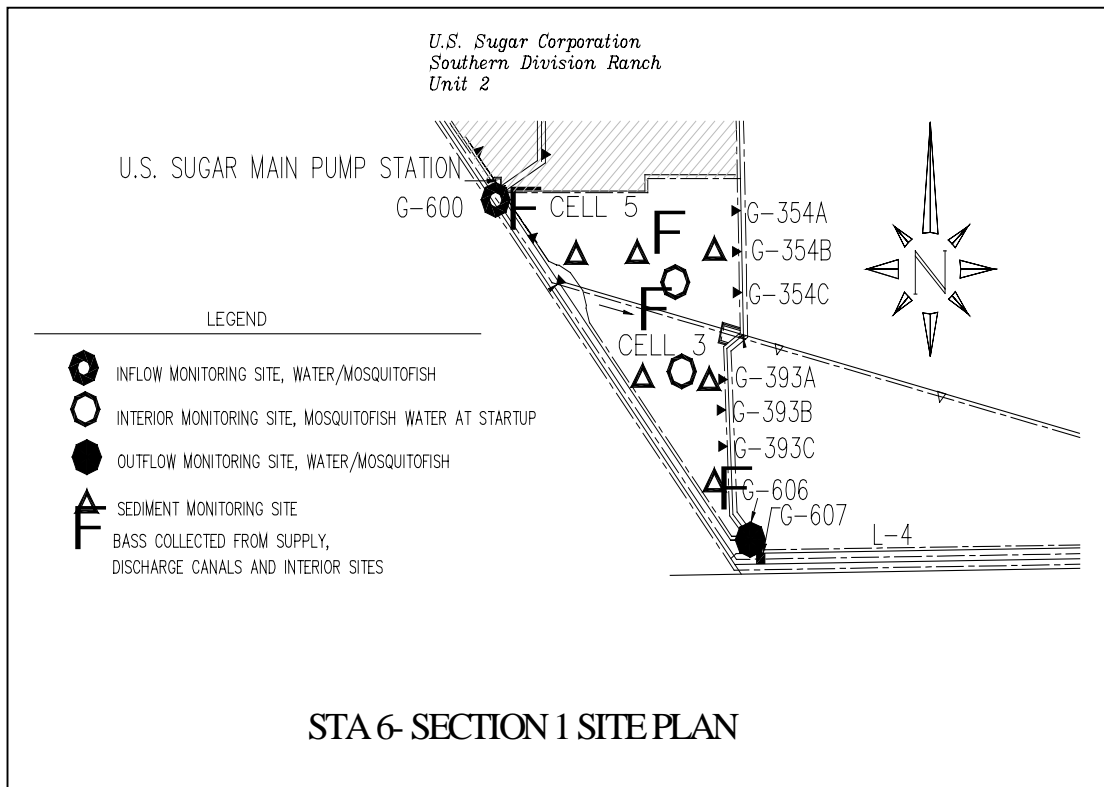 U.S. Sugar Corporation
Southern Division Ranch
Unit 2
U.S. SUGAR MAIN PUMP STATION
G-600
F
CELL 5
F
G-354A
G-354B
G-354C
N
F
CELL 3
G-393A
G-393B
G-393C
F
G-606
G-607
L-4
LEGEND
INFLOW MONITORING SITE, WATER/MOSQUITOFISH
INTERIOR MONITORING SITE, MOSQUITOFISH WATER AT STARTUP
OUTFLOW MONITORING SITE, WATER/MOSQUITOFISH
SEDIMENT MONITORING SITE
F
BASS COLLECTED FROM SUPPLY,
DISCHARGE CANALS AND INTERIOR SITES
STA 6- SECTION 1 SITE PLAN